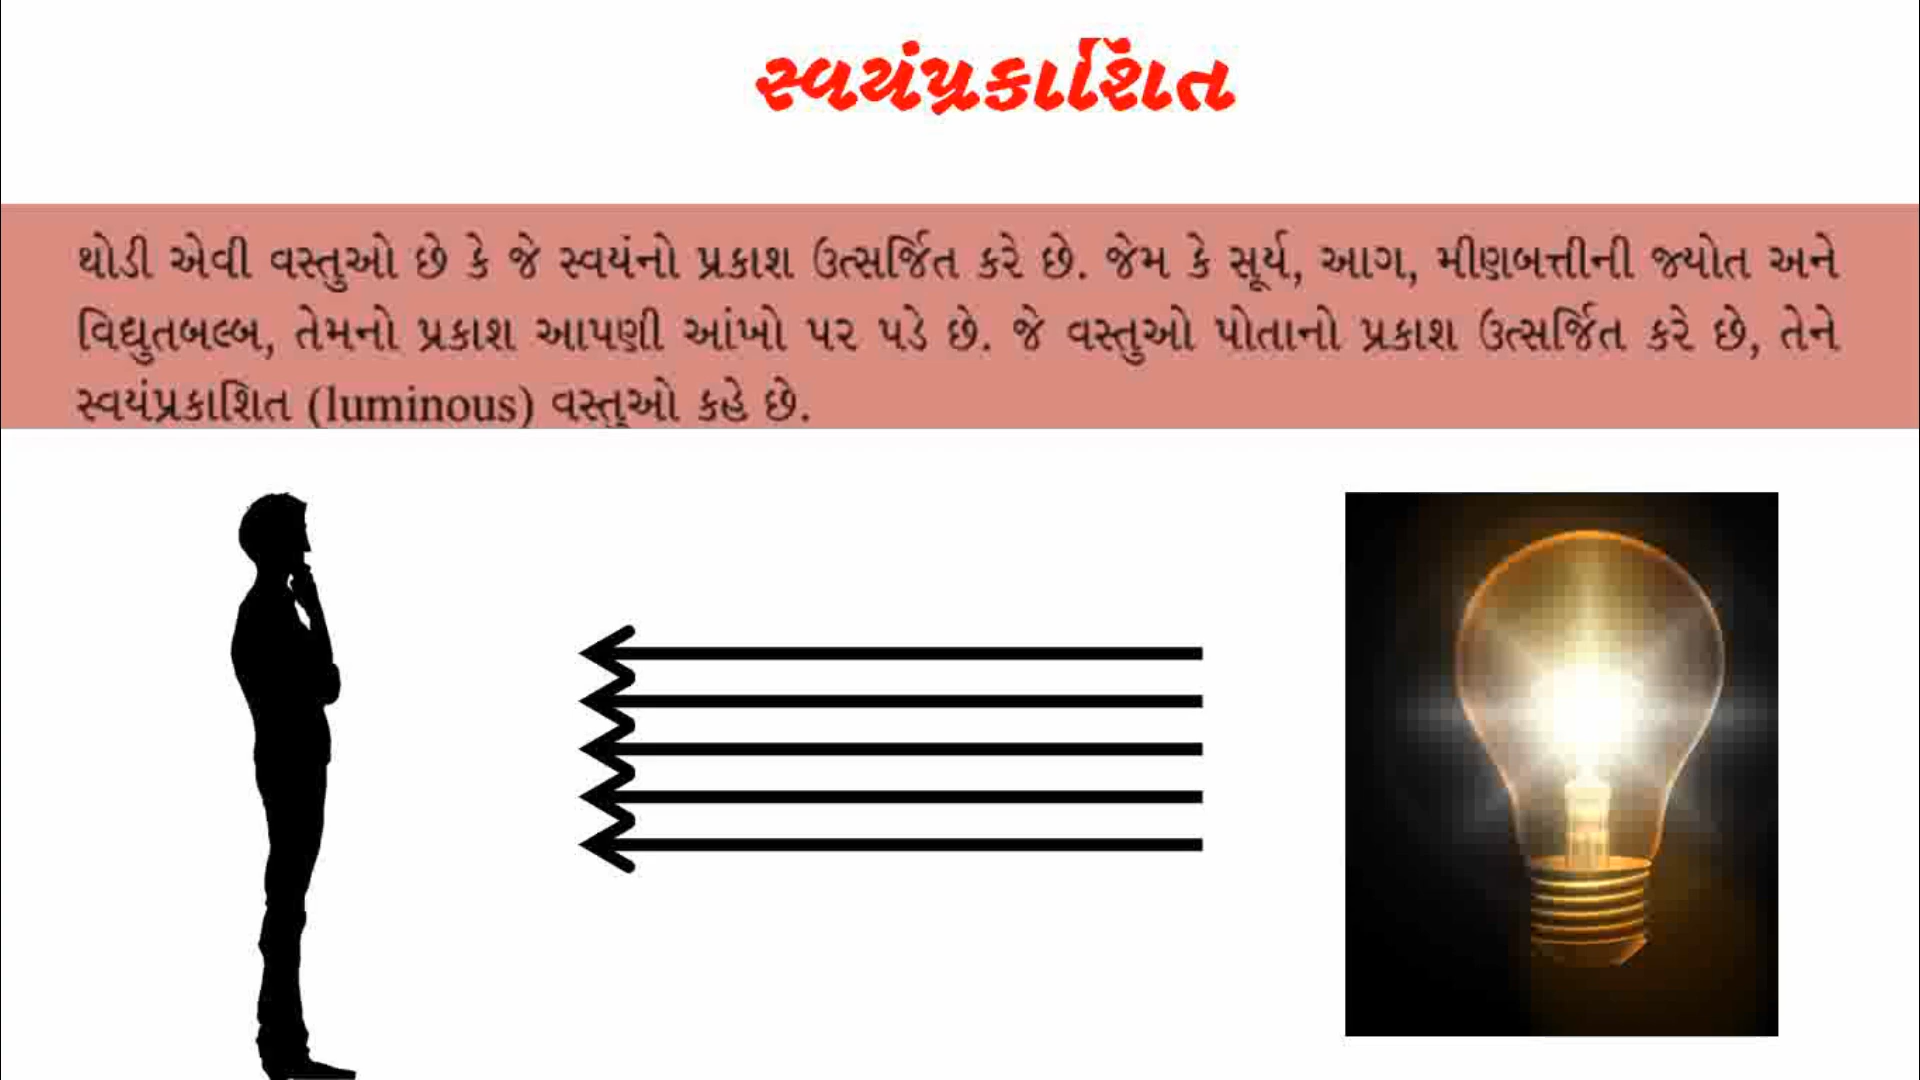 સ્વયંપ્રકાશિત
થોડી એવી વસ્તુઓ છે કે જે સ્વયંનો પ્રકાશ ઉત્સર્જિત કરે છે. જેમ કે સૂર્ય, આગ, મીણબત્તીની જ્યોત અને
વિદ્યુતબલ્બ, તેમનો પ્રકાશ આપણી આંખો પર પડે છે. જે વસ્તુઓ પોતાનો પ્રકાશ ઉત્સર્જિત કરે છે, તેને
સ્વયંપ્રકાશિત (luminous) વસ્તુઓ કહે છે.